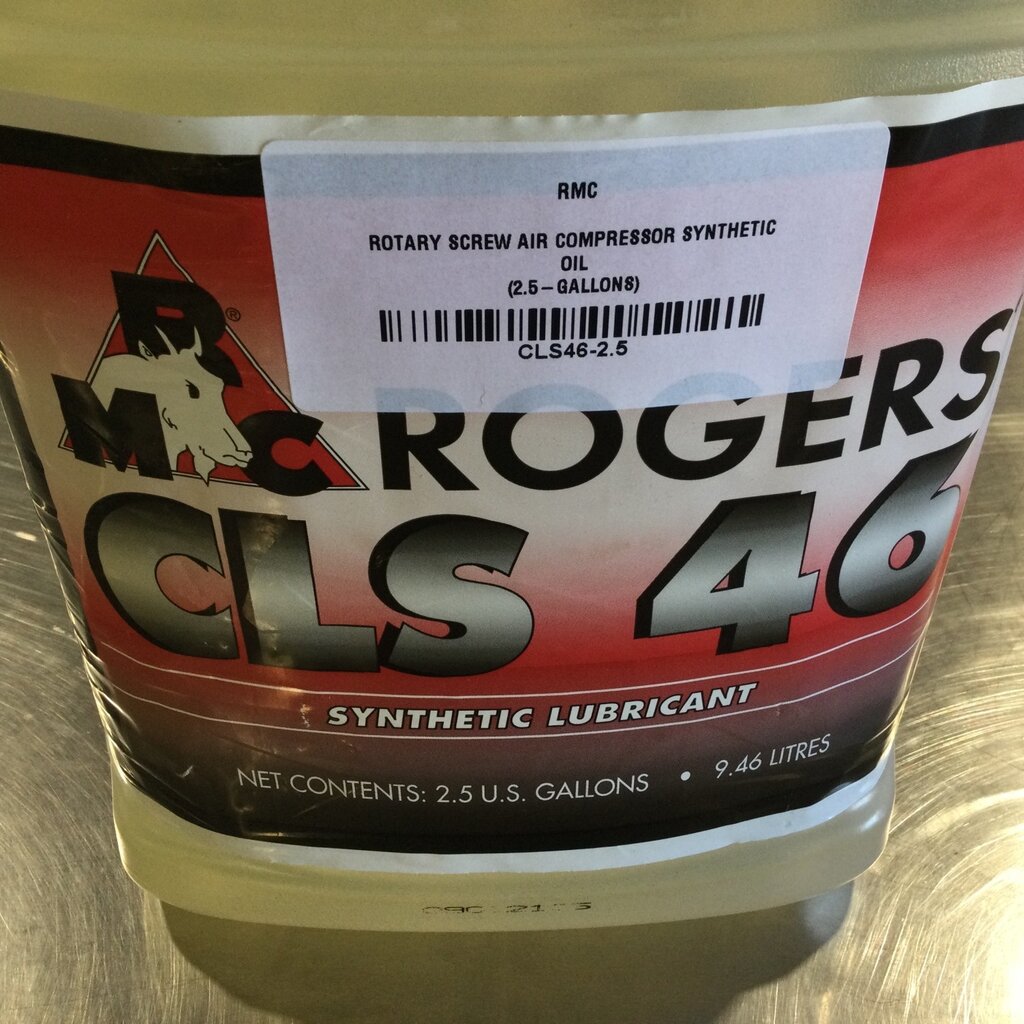 RMC
ROTARY SCREW AIR COMPRESSOR SYNTHETIC
OIL
(2.5-GALLONS)
CLS46-2.5
R®
MC ROGERS
CLS 46
SYNTHETIC LUBRICANT
NET CONTENTS: 2.5 U.S. GALLONS • 9.46 LITRES